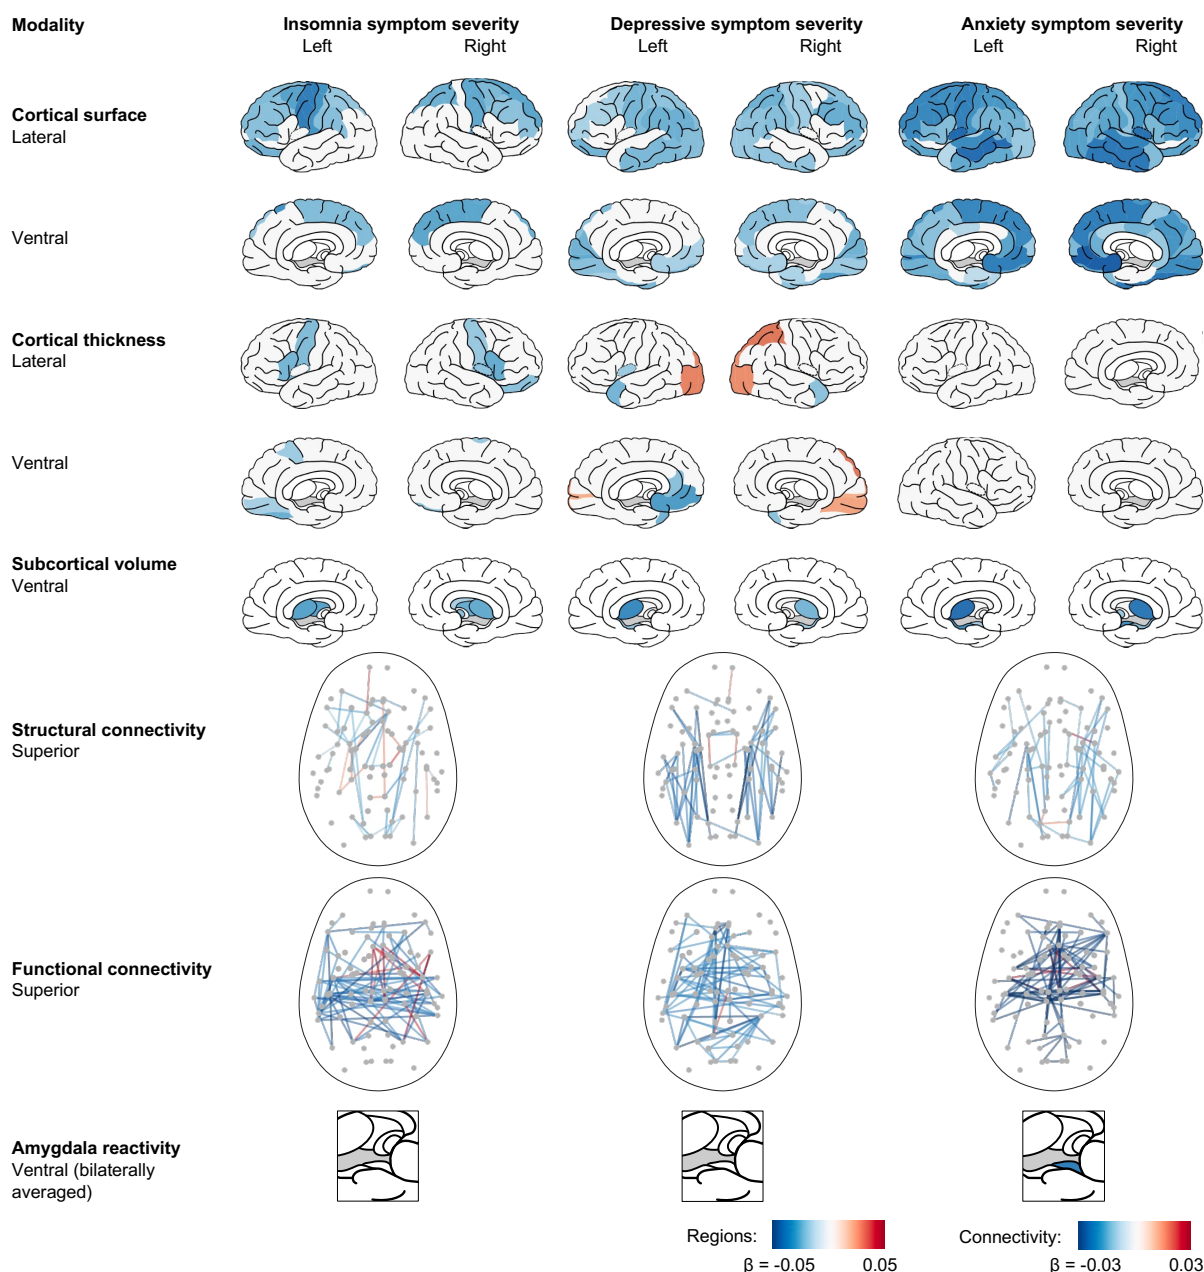 Modality
Insomnia symptom severity
Depressive symptom severity
Anxiety symptom severity
Left
Right
Left
Right
Left
Right
Cortical surface
Lateral
Ventral
Cortical thickness
Lateral
Ventral
Subcortical volume
Ventral
Structural connectivity
Superior
Functional connectivity
Superior
Amygdala reactivity
Ventral (bilaterally
averaged)
Regions:
β = -0.05
0.05
Connectivity:
β = -0.03
0.03